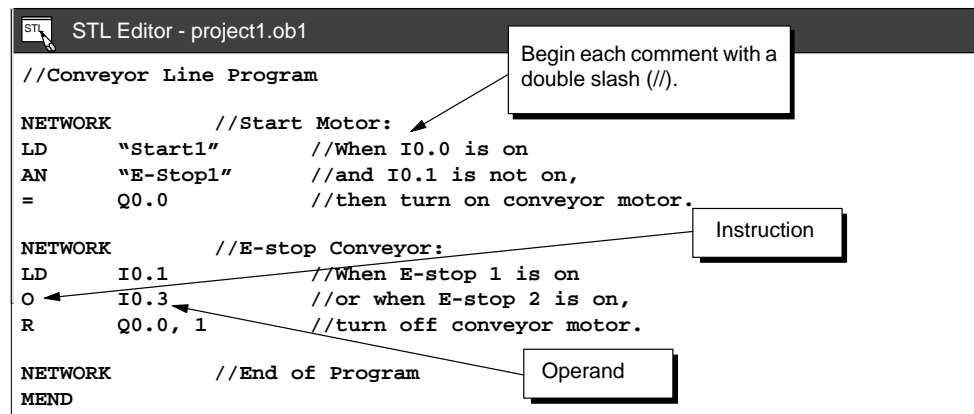 STL
STL Editor - project1.ob1
Begin each comment with a
double slash (//).
//Conveyor Line Program
NETWORK //Start Motor:
LD “Start1” //When I0.0 is on
AN “E-Stop1” //and I0.1 is not on,
= Q0.0 //then turn on conveyor motor.
Instruction
NETWORK //E-stop Conveyor:
LD I0.1 //When E-stop 1 is on
O I0.3 //or when E-stop 2 is on,
R Q0.0, 1 //turn off conveyor motor.
Operand
NETWORK //End of Program
MEND